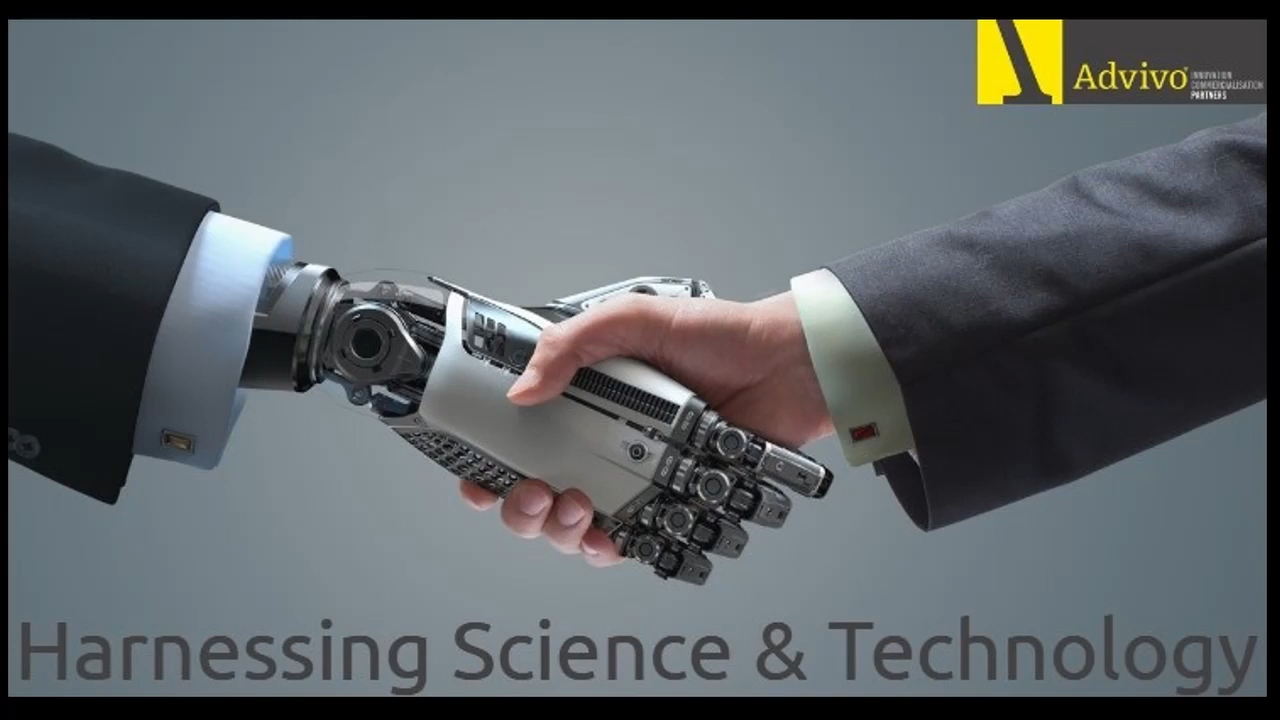 Advivo
INNOVATION
COMMERCIALISATION
PARTNERS
Harnessing Science & Technology